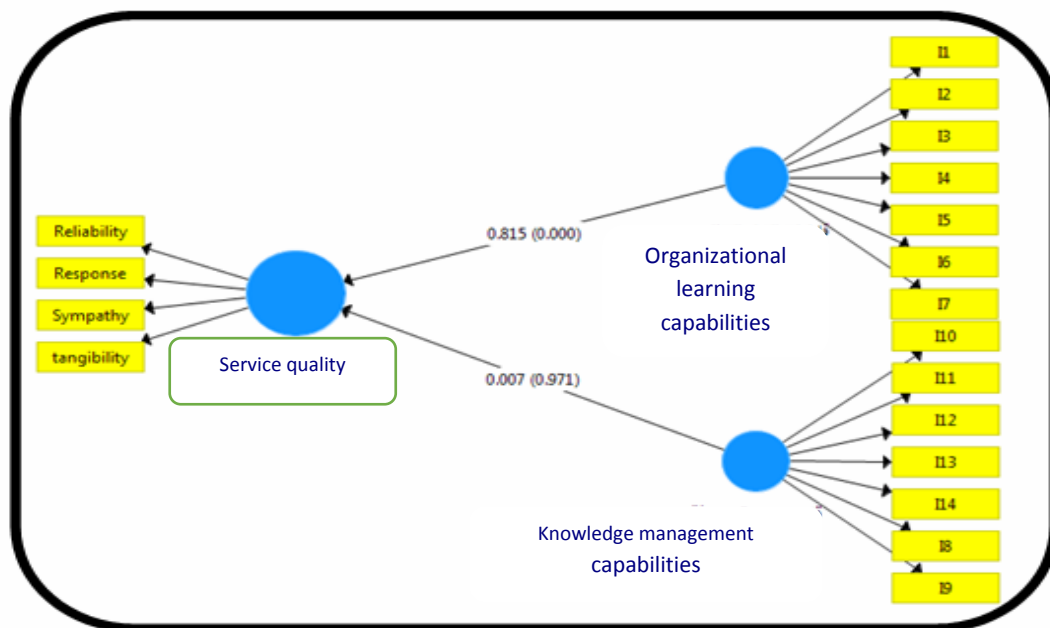 Reliability
Response
Sympathy
tangibility
Service quality
0.815 (0.000)
0.007 (0.971)
Organizational
learning
capabilities
Knowledge management
capabilities
I1
I2
I3
I4
I5
I6
I7
I10
I11
I12
I13
I14
I8
I9